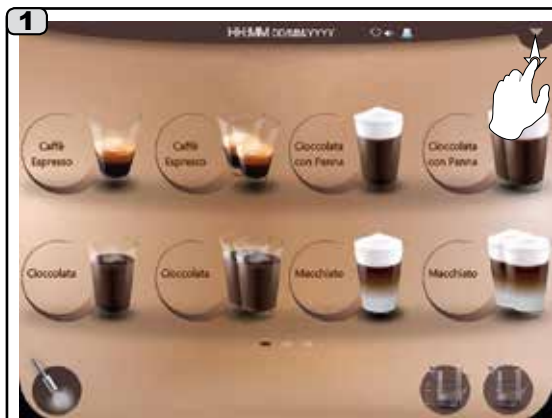 1
HH:MM DD/MM/YYYY
Caffè
Espresso
Caffè
Espresso
Cioccolata
con Panna
Cioccolata
con Panna
Cioccolata
Cioccolata
Macchiato
Macchiato